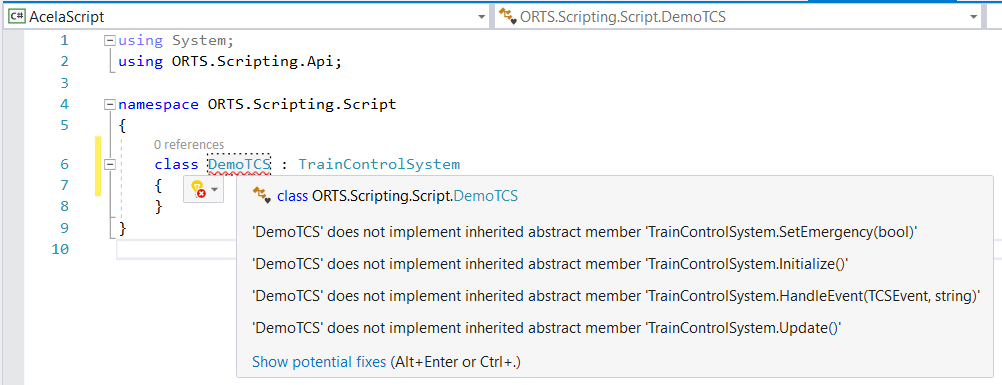 C# AcelaScript
ORTS.Scripting.Script.DemoTCS
1 using System;
2 using ORTS.Scripting.Api;
3
4 namespace ORTS.Scripting.Script
5 {
0 references
6 class DemoTCS : TrainControlSystem
7 {
8 }
9 }
10
class ORTS.Scripting.Script.DemoTCS
'DemoTCS' does not implement inherited abstract member 'TrainControlSystem.SetEmergency(bool)'
'DemoTCS' does not implement inherited abstract member 'TrainControlSystem.Initialize()'
'DemoTCS' does not implement inherited abstract member 'TrainControlSystem.HandleEvent(TCSEvent, string)'
'DemoTCS' does not implement inherited abstract member 'TrainControlSystem.Update()'
Show potential fixes (Alt+Enter or Ctrl+.)